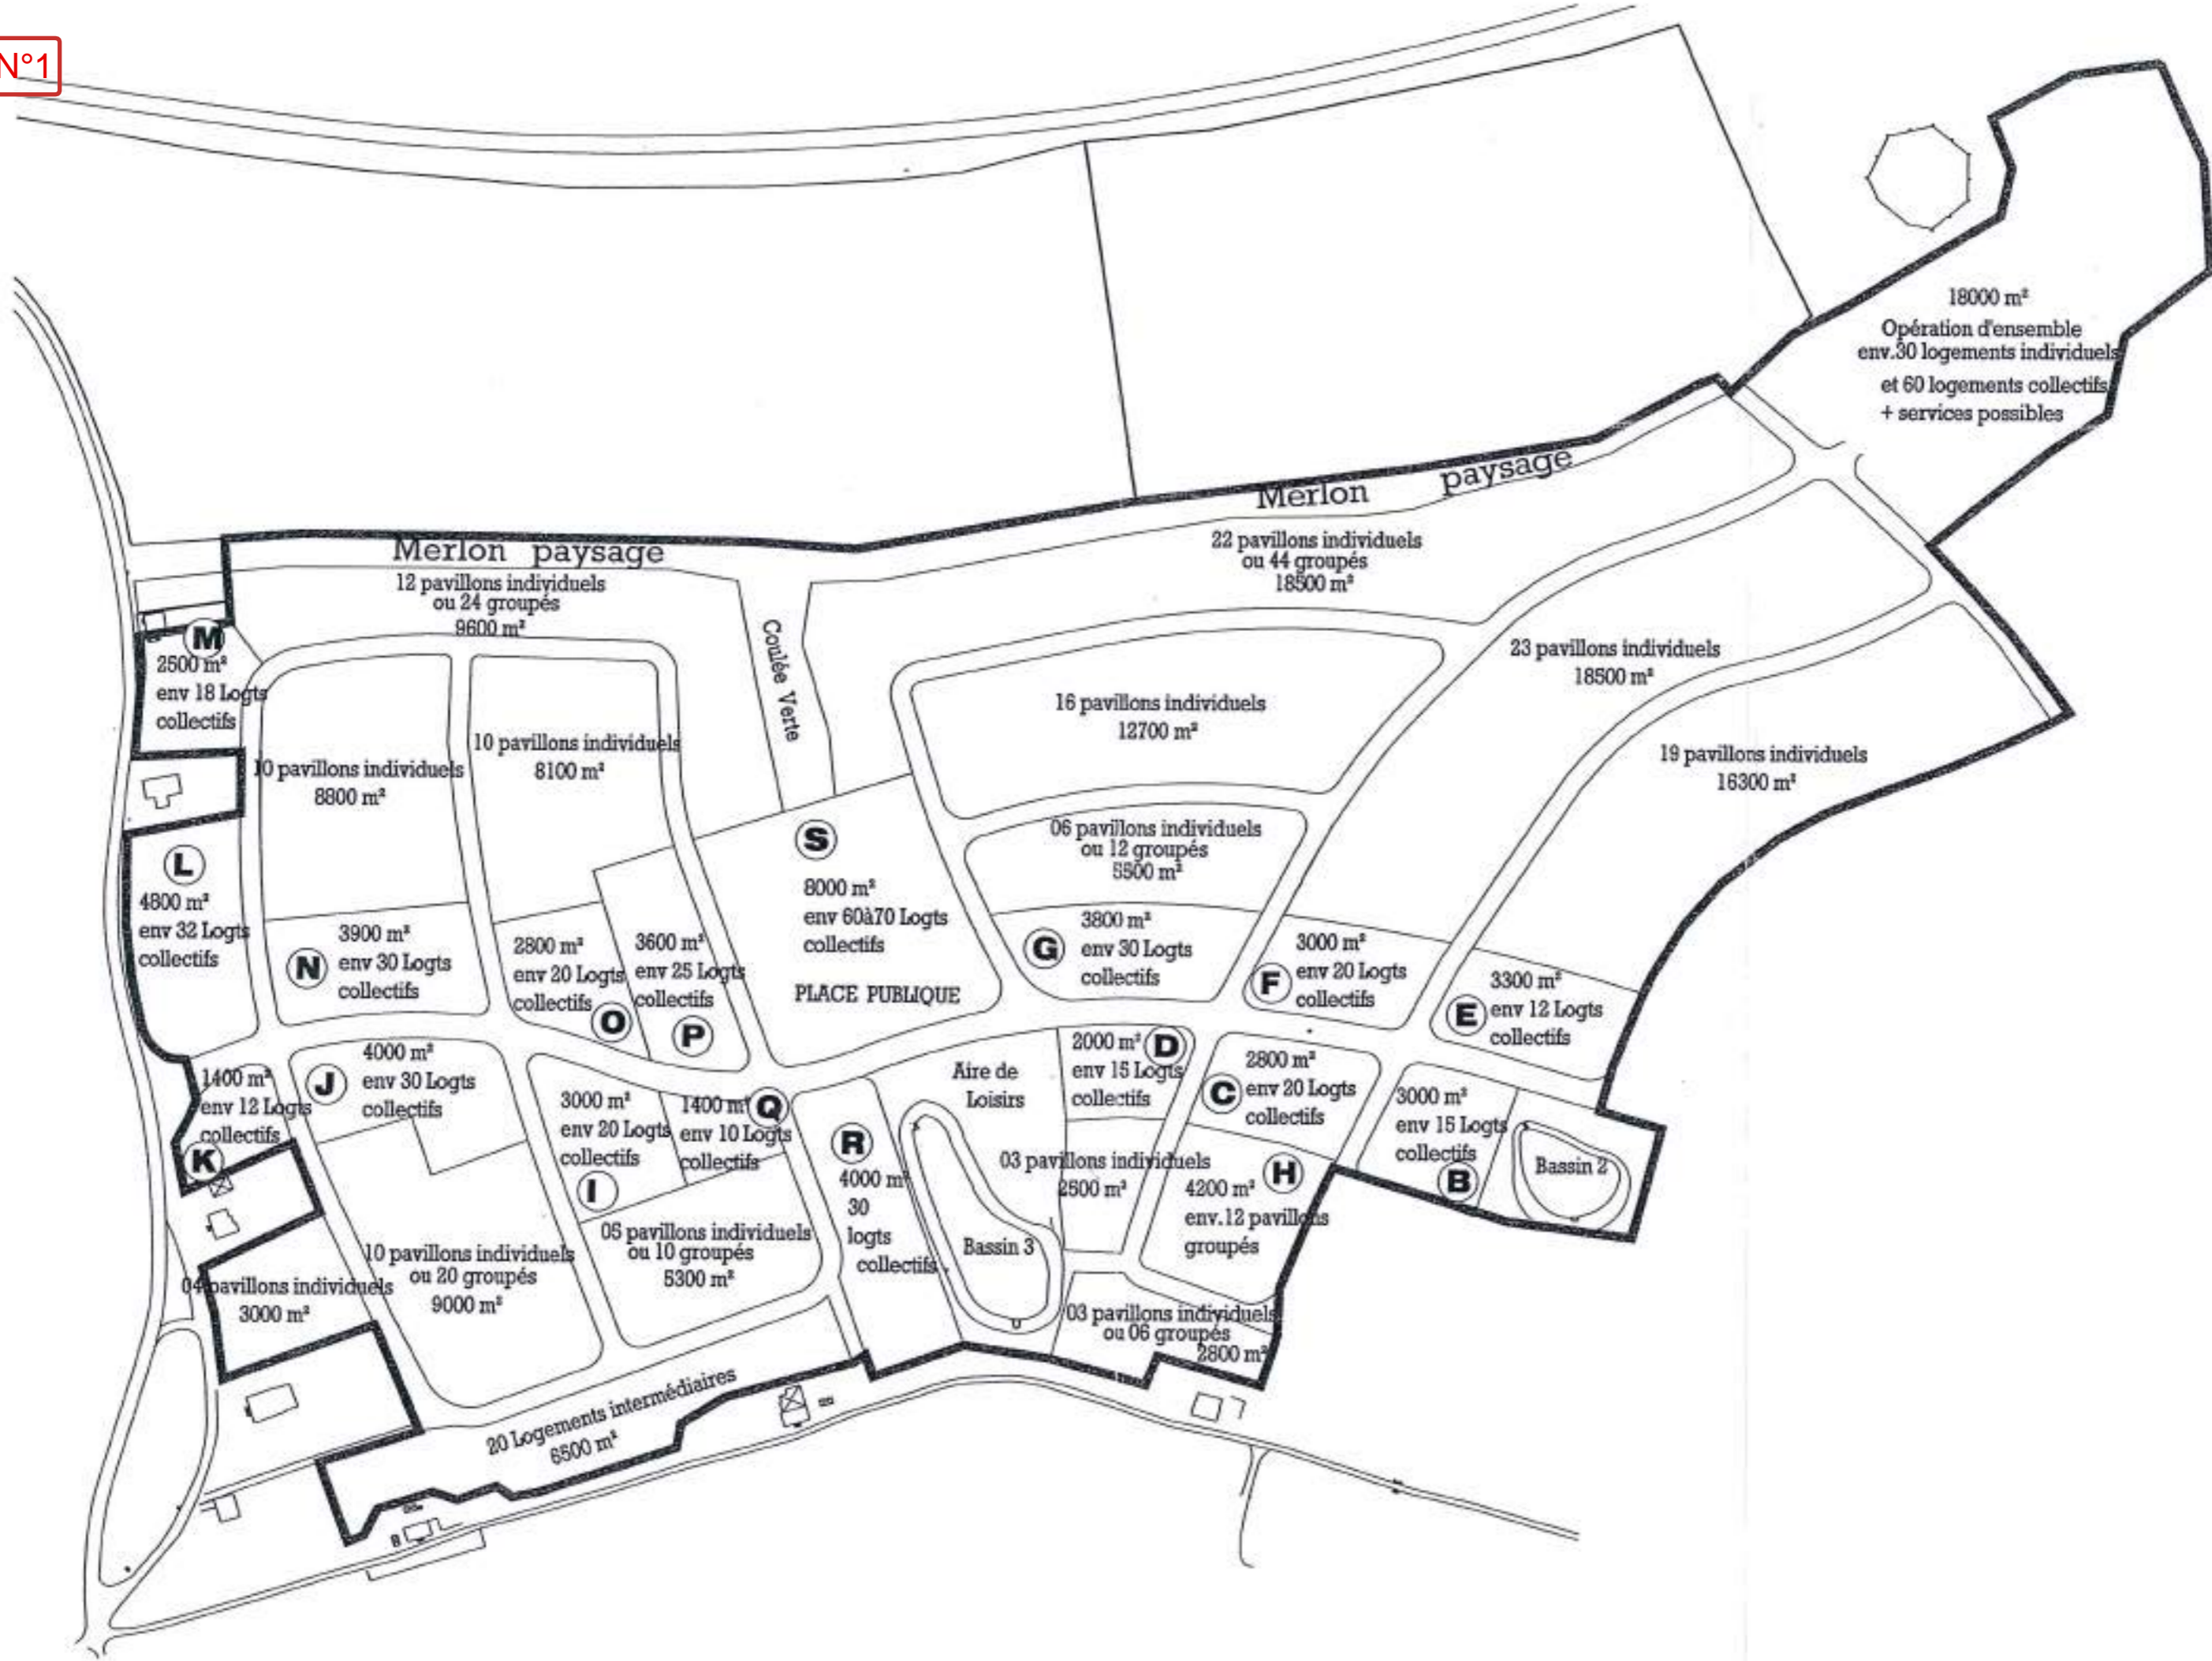 N°1
18000 m²
Opération d'ensemble
env.30 logements individuels
et 60 logements collectifs
+ services possibles
Merlon paysage
22 pavillons individuels
ou 44 groupés
18500 m²
Merlon paysage
12 pavillons individuels
ou 24 groupés
9600 m²
M
2500 m²
env 18 Logts
collectifs
Coulée Verte
23 pavillons individuels
18500 m²
16 pavillons individuels
12700 m²
10 pavillons individuels
8100 m²
10 pavillons individuels
8800 m²
19 pavillons individuels
16300 m²
S
8000 m²
env 60à70 Logts
collectifs
PLACE PUBLIQUE
06 pavillons individuels
ou 12 groupés
5500 m²
L
4800 m²
env 32 Logts
collectifs
N
3900 m²
env 30 Logts
collectifs
2800 m²
env 20 Logts
collectifs
O
3600 m²
env 25 Logts
collectifs
P
G
3800 m²
env 30 Logts
collectifs
F
3000 m²
env 20 Logts
collectifs
E
3300 m²
env 12 Logts
collectifs
1400 m²
env 12 Logts
collectifs
K
J
4000 m²
env 30 Logts
collectifs
3000 m²
env 20 Logts
collectifs
I
1400 m²
Q
env 10 Logts
collectifs
R
4000 m²
30
logts
collectifs
Aire de
Loisirs
Bassin 3
2000 m²
D
env 15 Logts
collectifs
C
2800 m²
env 20 Logts
collectifs
3000 m²
env 15 Logts
collectifs
B
Bassin 2
03 pavillons individuels
2500 m²
H
4200 m²
env.12 pavillons
groupés
04 pavillons individuels
3000 m²
10 pavillons individuels
ou 20 groupés
9000 m²
05 pavillons individuels
ou 10 groupés
5300 m²
03 pavillons individuels
ou 06 groupés
2800 m²
20 Logements intermédiaires
6500 m²